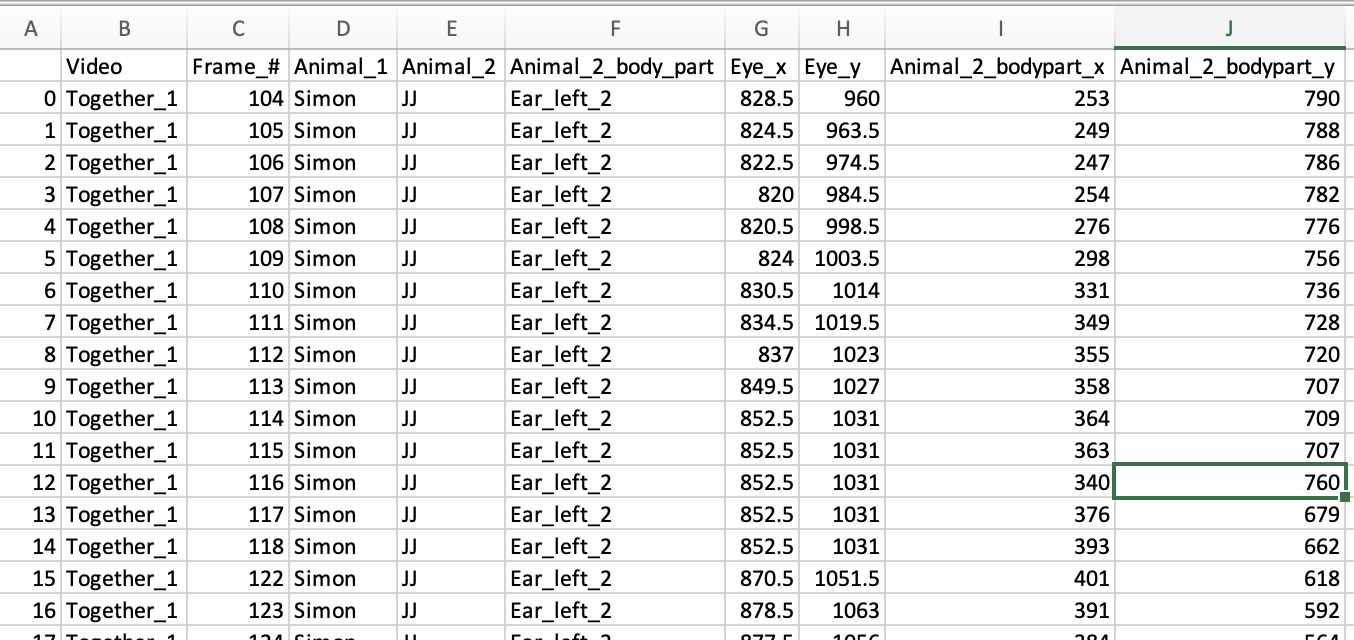 A B C D E F G H I J
Video Frame_# Animal_1 Animal_2 Animal_2_body_part Eye_x Eye_y Animal_2_bodypart_x Animal_2_bodypart_y
0 Together_1 104 Simon JJ Ear_left_2 828.5 960 253 790
1 Together_1 105 Simon JJ Ear_left_2 824.5 963.5 249 788
2 Together_1 106 Simon JJ Ear_left_2 822.5 974.5 247 786
3 Together_1 107 Simon JJ Ear_left_2 820 984.5 254 782
4 Together_1 108 Simon JJ Ear_left_2 820.5 998.5 276 776
5 Together_1 109 Simon JJ Ear_left_2 824 1003.5 298 756
6 Together_1 110 Simon JJ Ear_left_2 830.5 1014 331 736
7 Together_1 111 Simon JJ Ear_left_2 834.5 1019.5 349 728
8 Together_1 112 Simon JJ Ear_left_2 837 1023 355 720
9 Together_1 113 Simon JJ Ear_left_2 849.5 1027 358 707
10 Together_1 114 Simon JJ Ear_left_2 852.5 1031 364 709
11 Together_1 115 Simon JJ Ear_left_2 852.5 1031 363 707
12 Together_1 116 Simon JJ Ear_left_2 852.5 1031 340 760
13 Together_1 117 Simon JJ Ear_left_2 852.5 1031 376 679
14 Together_1 118 Simon JJ Ear_left_2 852.5 1031 393 662
15 Together_1 122 Simon JJ Ear_left_2 870.5 1051.5 401 618
16 Together_1 123 Simon JJ Ear_left_2 878.5 1063 391 592